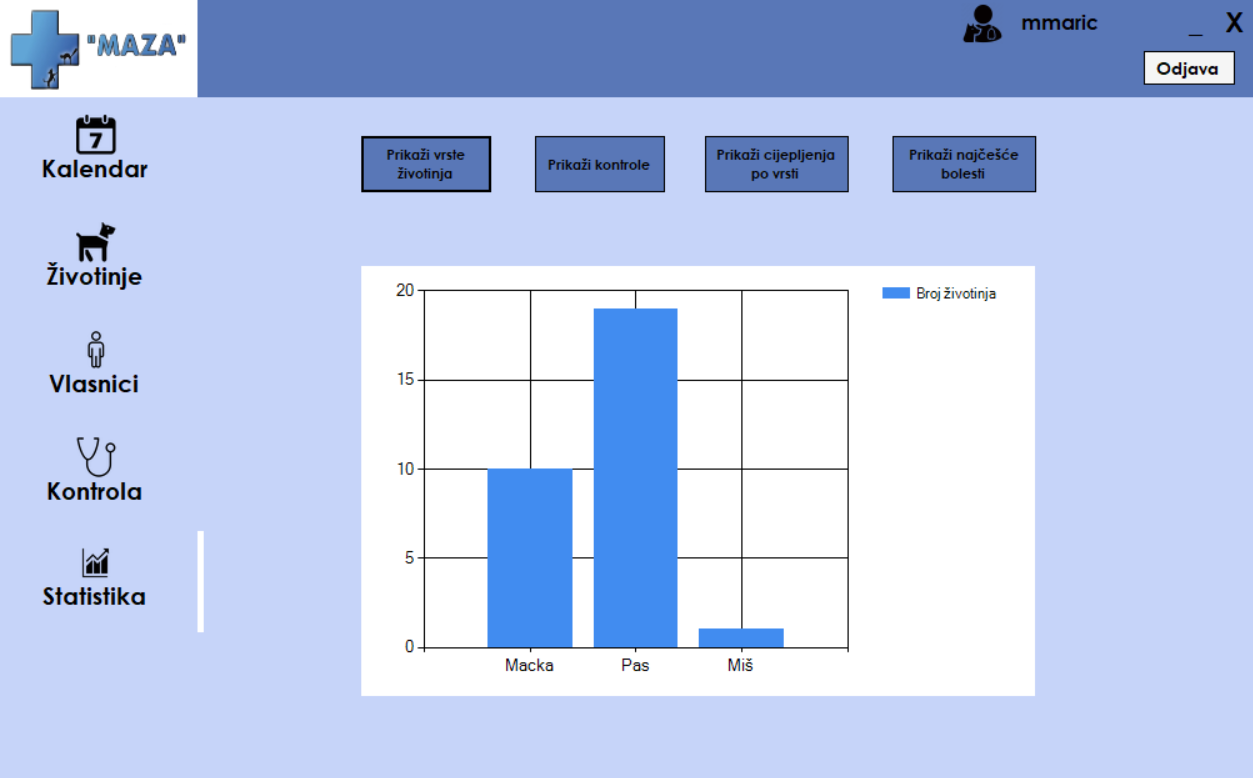 "MAZA"
mmaric
_ X
Odjava
7
Kalendar
Životinje
Vlasnici
Kontrola
Statistika
Prikaži vrste
životinja
Prikaži kontrole
Prikaži cijepljenja
po vrsti
Prikaži najčešće
bolesti
Broj životinja
20
15
10
5
0
Macka Pas Miš